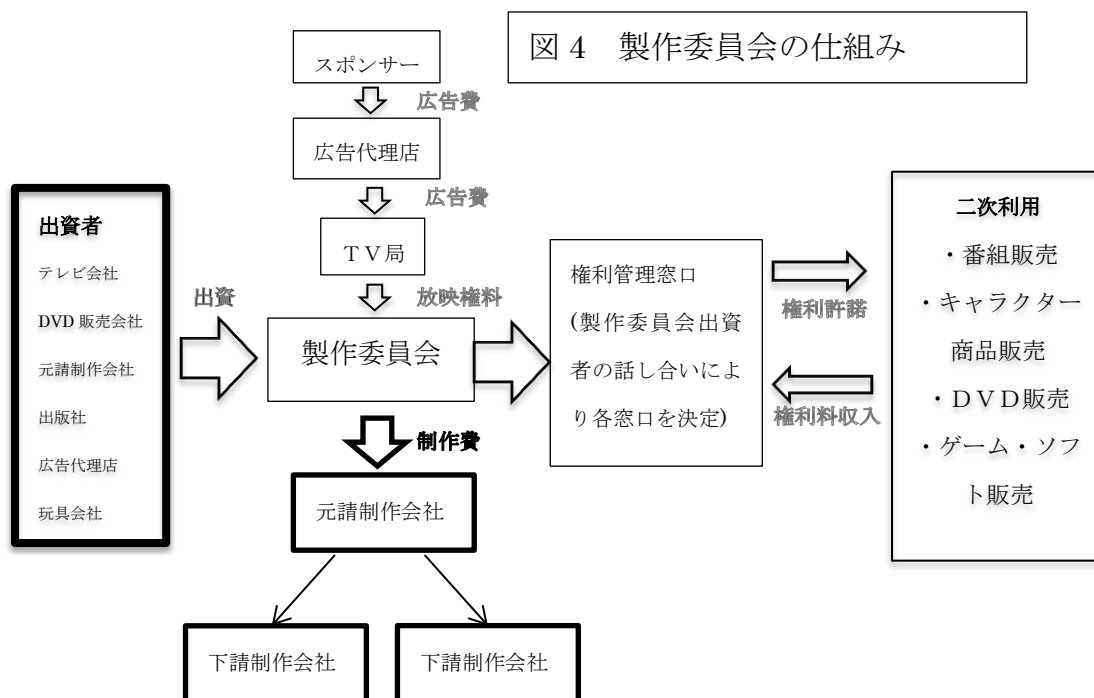 図 4　製作委員会の仕組み
スポンサー
広告費
広告代理店
広告費
ＴＶ局
放映権料
出資者
テレビ会社
DVD 販売会社
元請制作会社
出版社
広告代理店
玩具会社
出資
製作委員会
権利管理窓口
(製作委員会出資
者の話し合いによ
り各窓口を決定)
権利許諾
権利料収入
二次利用
・番組販売
・キャラクター
商品販売
・ＤＶＤ販売
・ゲーム・ソフ
ト販売
制作費
元請制作会社
下請制作会社
下請制作会社